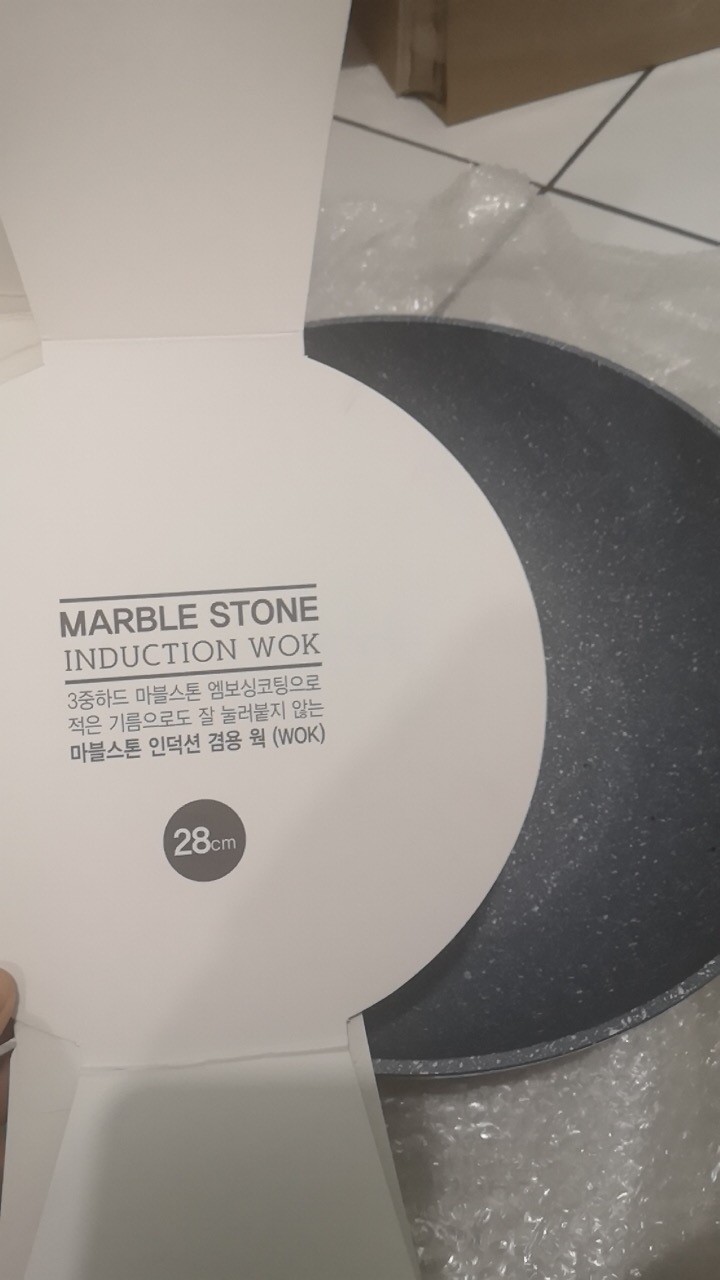 MARBLE STONE
INDUCTION WOK
3중하드 마블스톤 엠보싱코팅으로
적은 기름으로도 잘 눌러붙지 않는
마블스톤 인덕션 겸용 웍 (WOK)
28cm